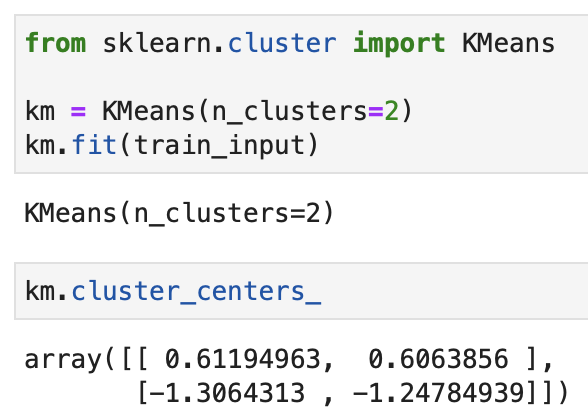 from sklearn.cluster import KMeans
km = KMeans(n_clusters=2)
km.fit(train_input)
KMeans(n_clusters=2)
km.cluster_centers_
array([[ 0.61194963,  0.6063856 ],
       [-1.3064313 , -1.24784939]])